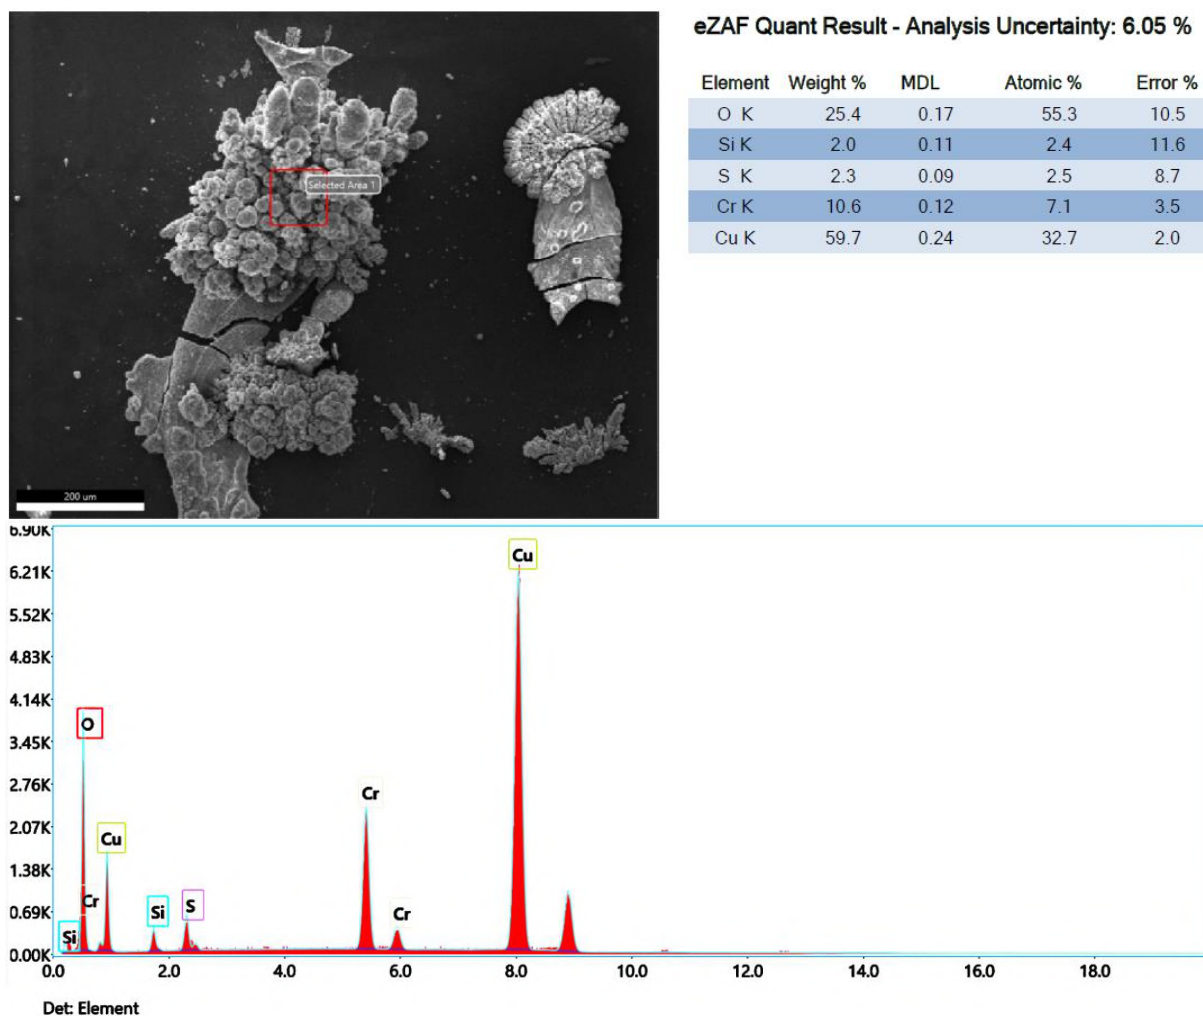 eZAF Quant Result - Analysis Uncertainty: 6.05 %
Element Weight % MDL Atomic % Error %
O K 25.4 0.17 55.3 10.5
Si K 2.0 0.11 2.4 11.6
S K 2.3 0.09 2.5 8.7
Cr K 10.6 0.12 7.1 3.5
Cu K 59.7 0.24 32.7 2.0
Selected Area 1
200 um
6.90K
6.21K
5.52K
4.83K
4.14K
3.45K
2.76K
2.07K
1.38K
0.69K
0.00K
Si
O
Cr
Cu
Si
S
Cr
Cr
Cu
0.0 2.0 4.0 6.0 8.0 10.0 12.0 14.0 16.0 18.0
Det: Element